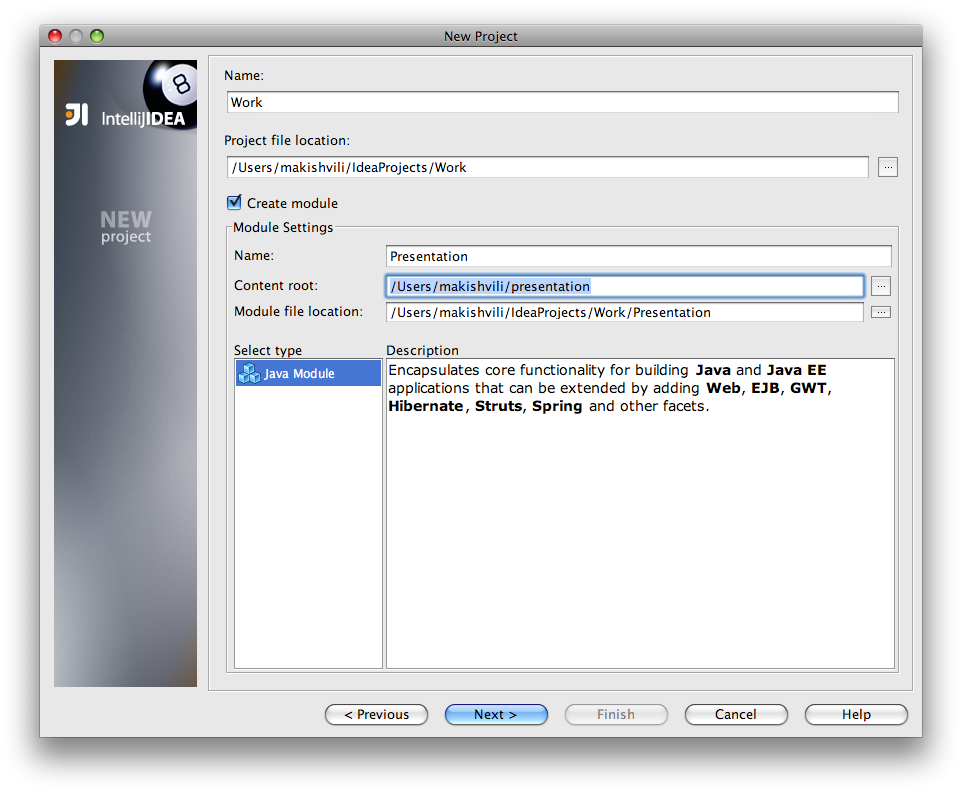 New Project
8
IntelliJIDEA
NEW
project
Name:
Work
Project file location:
/Users/makishvili/IdeaProjects/Work
...
Create module
Module Settings
Name:
Presentation
Content root:
/Users/makishvili/presentation
...
Module file location:
/Users/makishvili/IdeaProjects/Work/Presentation
...
Select type
Java Module
Description
Encapsulates core functionality for building Java and Java EE
applications that can be extended by adding Web, EJB, GWT,
Hibernate, Struts, Spring and other facets.
< Previous
Next >
Finish
Cancel
Help